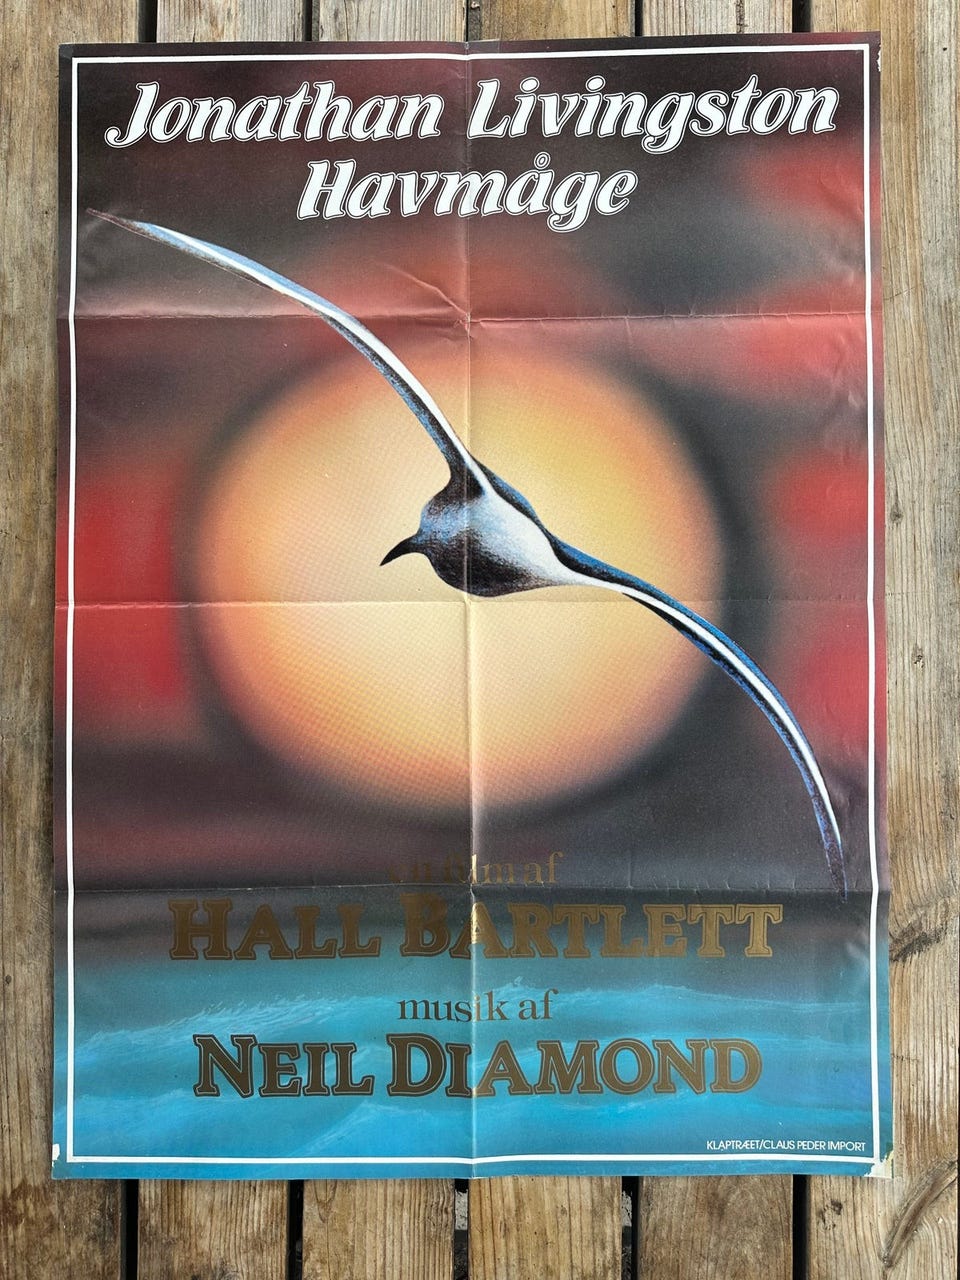 Jonathan Livingston
Havmåge
en film af
HALL BARTLETT
musik af
NEIL DIAMOND
KLAPTRÆET/CLAUS PEDER IMPORT